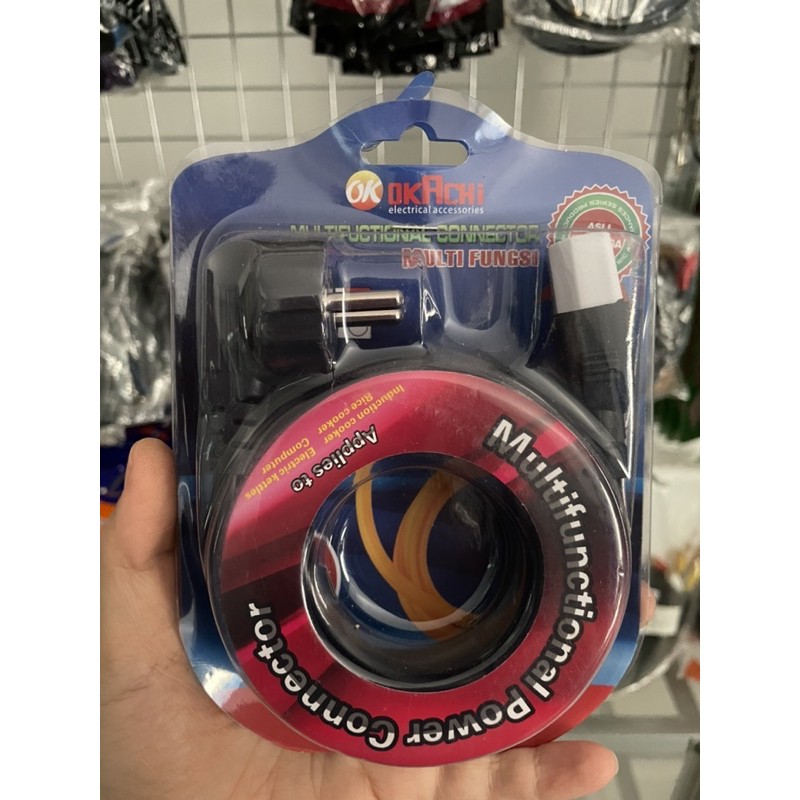 OK OKACHI
electrical accessories
MULTIFUCTIONAL CONNECTOR
MULTI FUNGSI
ASLI
Multifunctional Power Connector
Applies to
Electric kettles
Computer
Induction cooker
Rice cooker